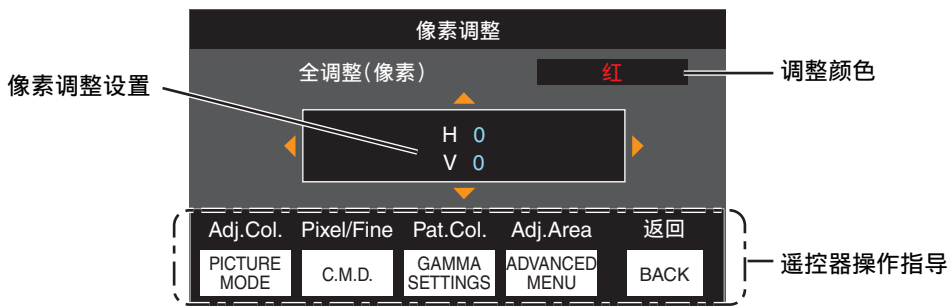 像素调整
全调整(像素) 红
像素调整设置
调整颜色
H 0
V 0
Adj.Col. Pixel/Fine Pat.Col. Adj.Area 返回
PICTURE MODE
C.M.D.
GAMMA SETTINGS
ADVANCED MENU
BACK
遥控器操作指导